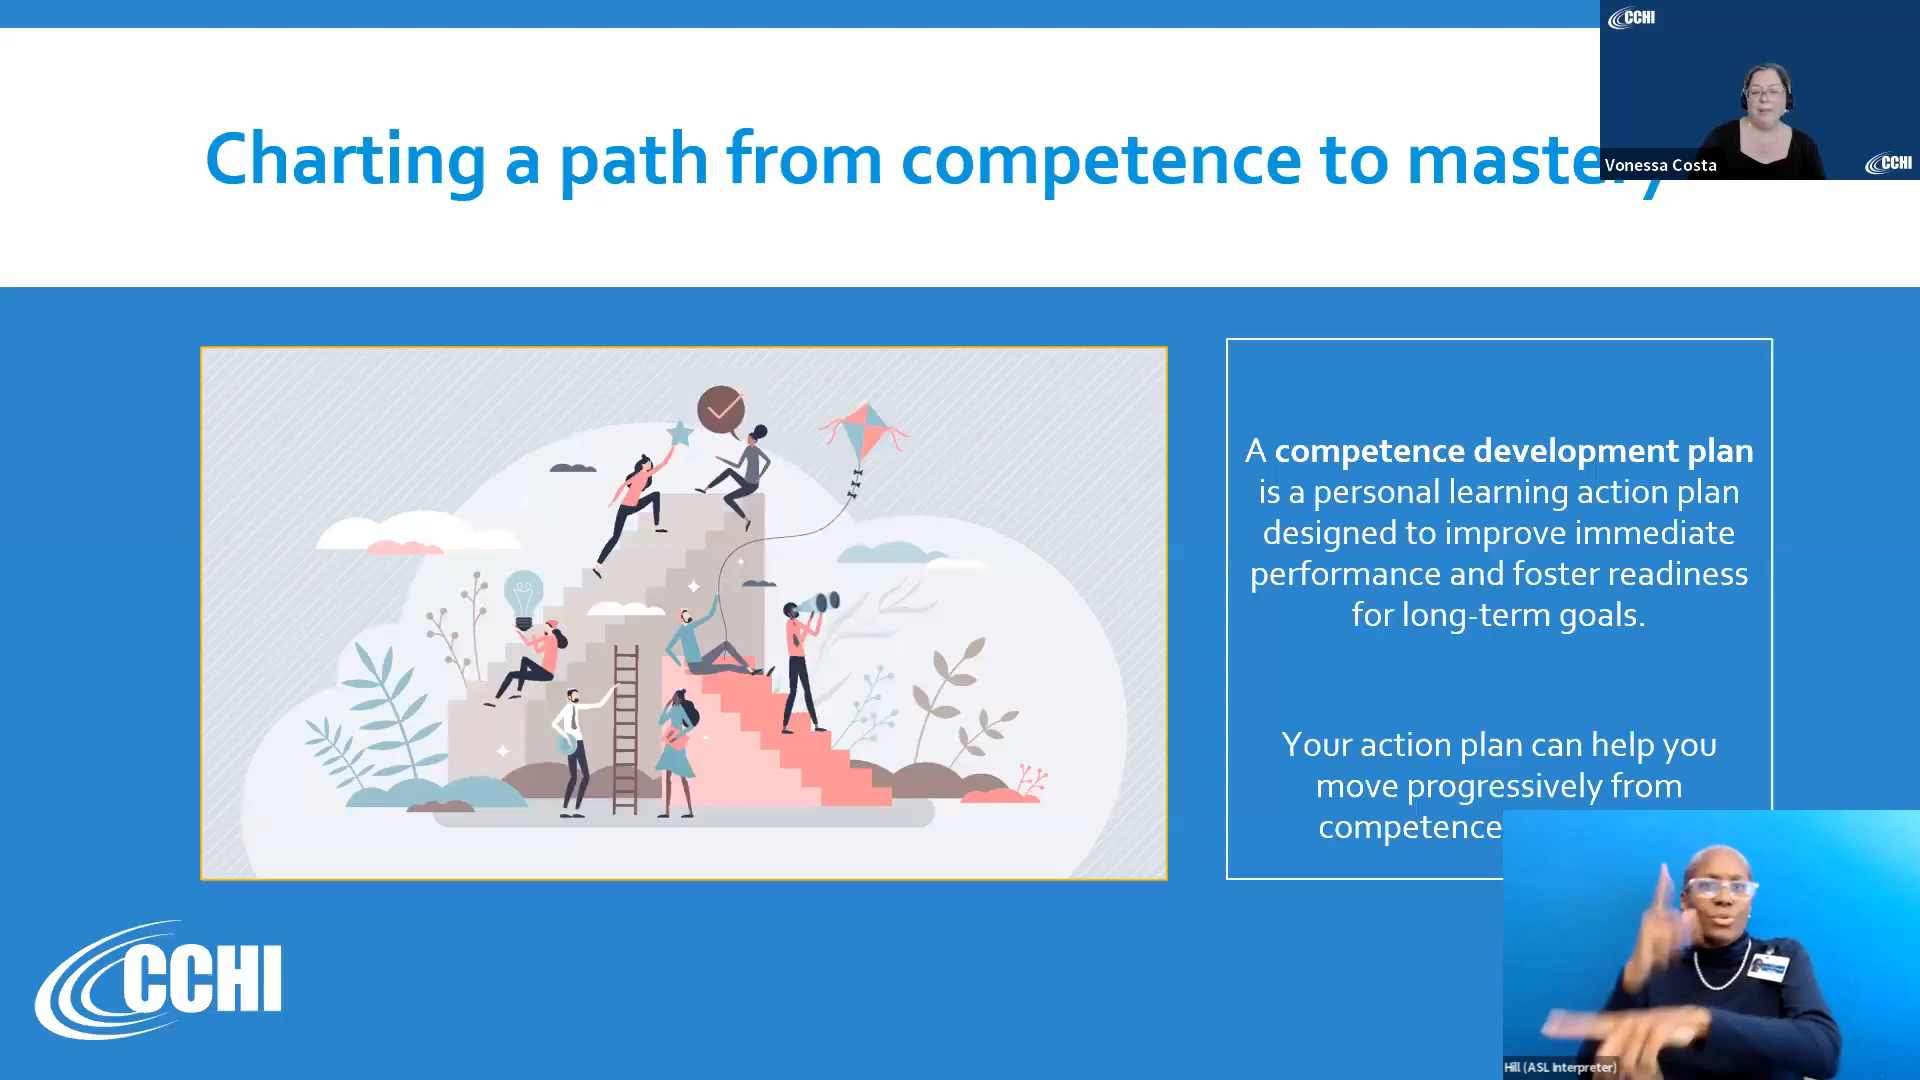 CCHI
Charting a path from competence to mastery
Vonessa Costa
CCHI
A competence development plan
is a personal learning action plan
designed to improve immediate
performance and foster readiness
for long-term goals.
Your action plan can help you
move progressively from
competence
CCHI
Hill (ASL Interpreter)